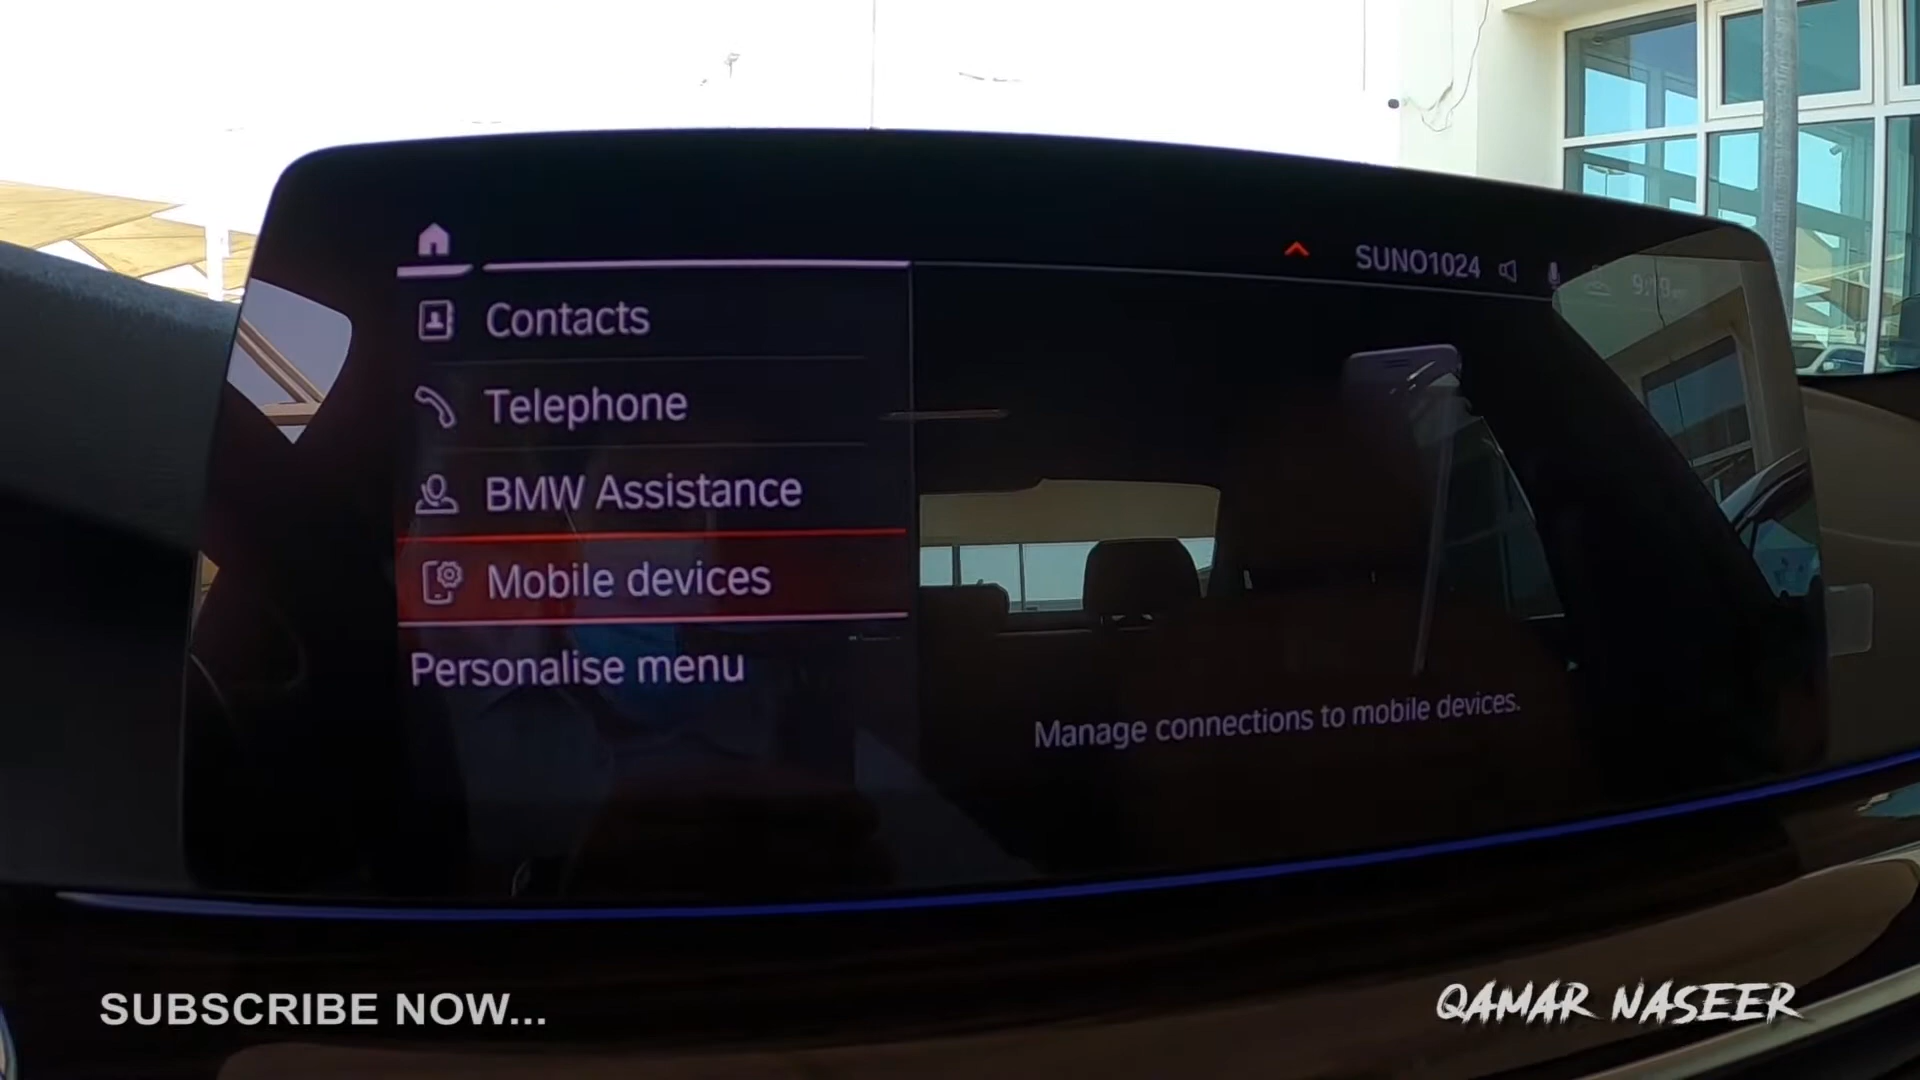 SUNO1024
Contacts
Telephone
BMW Assistance
Mobile devices
Personalise menu
Manage connections to mobile devices.
SUBSCRIBE NOW...
QAMAR NASEER